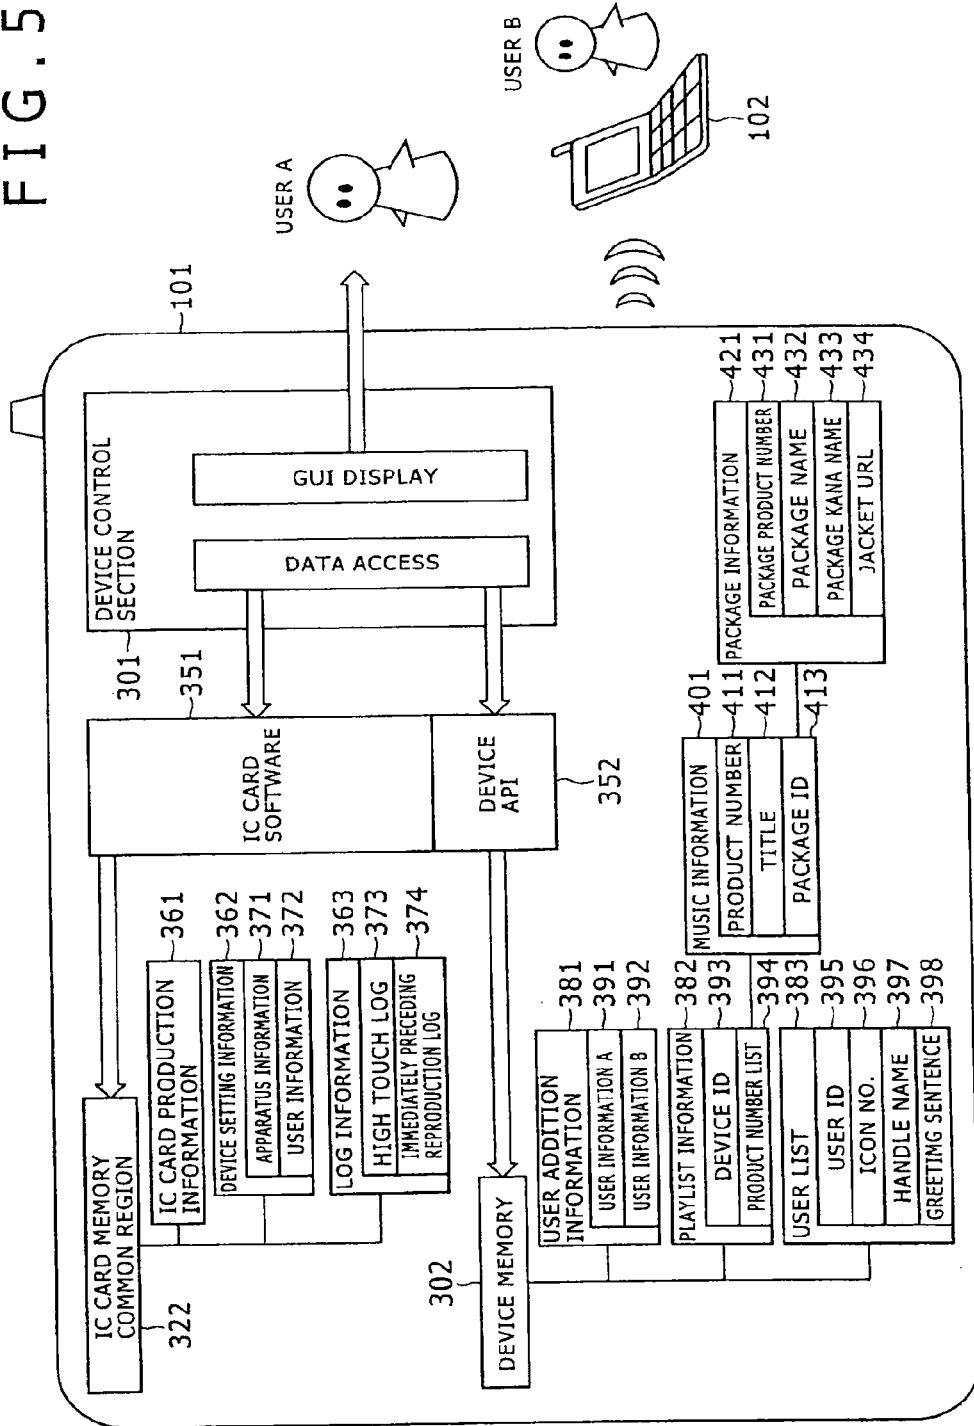 FIG. 5
101
DEVICE CONTROL
SECTION
301
GUI DISPLAY
DATA ACCESS
USER A
USER B
102
351
IC CARD
SOFTWARE
DEVICE
API
352
IC CARD MEMORY
COMMON REGION
322
IC CARD PRODUCTION
INFORMATION
361
DEVICE SETTING INFORMATION
362
APPARATUS INFORMATION
371
USER INFORMATION
372
LOG INFORMATION
363
HIGH TOUCH LOG
373
IMMEDIATELY PRECEDING
REPRODUCTION LOG
374
302
DEVICE MEMORY
USER ADDITION
INFORMATION
381
USER INFORMATION A
391
USER INFORMATION B
392
PLAYLIST INFORMATION
382
DEVICE ID
393
PRODUCT NUMBER LIST
394
USER LIST
383
USER ID
395
ICON NO.
396
HANDLE NAME
397
GREETING SENTENCE
398
MUSIC INFORMATION
401
PRODUCT NUMBER
411
TITLE
412
PACKAGE ID
413
PACKAGE INFORMATION
421
PACKAGE PRODUCT NUMBER
431
PACKAGE NAME
432
PACKAGE KANA NAME
433
JACKET URL
434